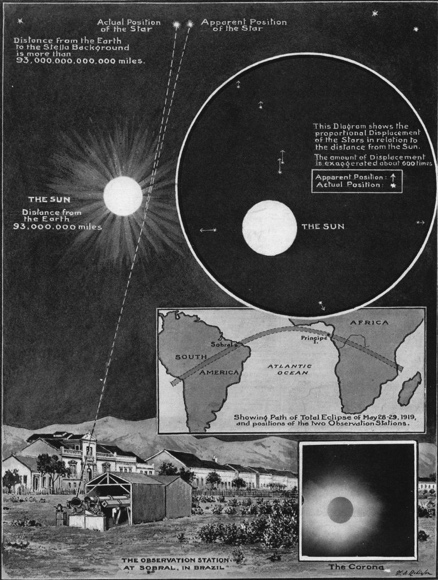 Actual Position
of the Star
Apparent Position
of the Star
Distance from the Earth
to the Stella Background
is more than
93,000,000,000,000 miles.
THE SUN
Distance from
the Earth
93,000,000 miles
This Diagram shows the
proportional Displacement
of the Stars in relation to
the distance from the Sun.
The amount of Displacement
is exaggerated about 600 times
Apparent Position:
Actual Position:
THE SUN
AFRICA
Sobral
Principe
SOUTH
AMERICA
ATLANTIC
OCEAN
Showing Path of Total Eclipse of May 28-29, 1919,
and positions of the two Observation Stations.
THE OBSERVATION STATION
AT SOBRAL, IN BRAZIL
The Corona